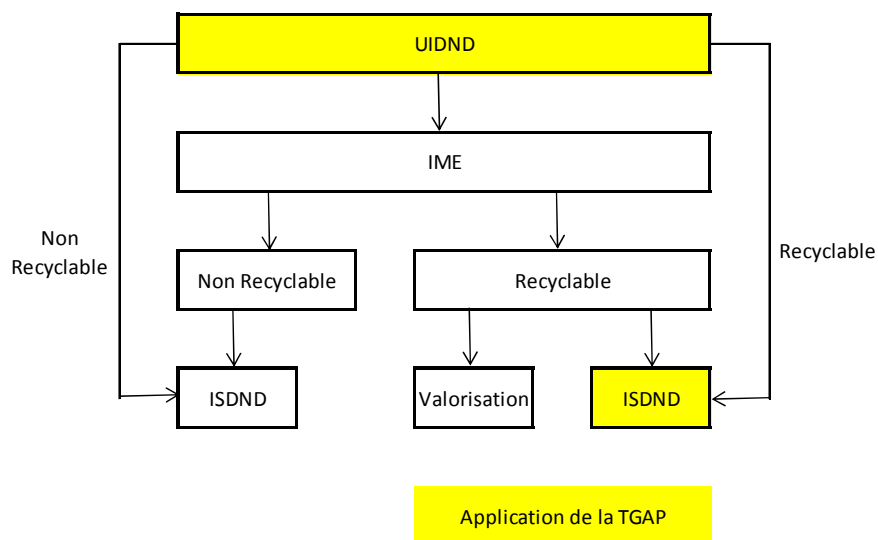 UIDND
IME
Non
Recyclable
Recyclable
Non Recyclable
Recyclable
ISDND
Valorisation
ISDND
Application de la TGAP